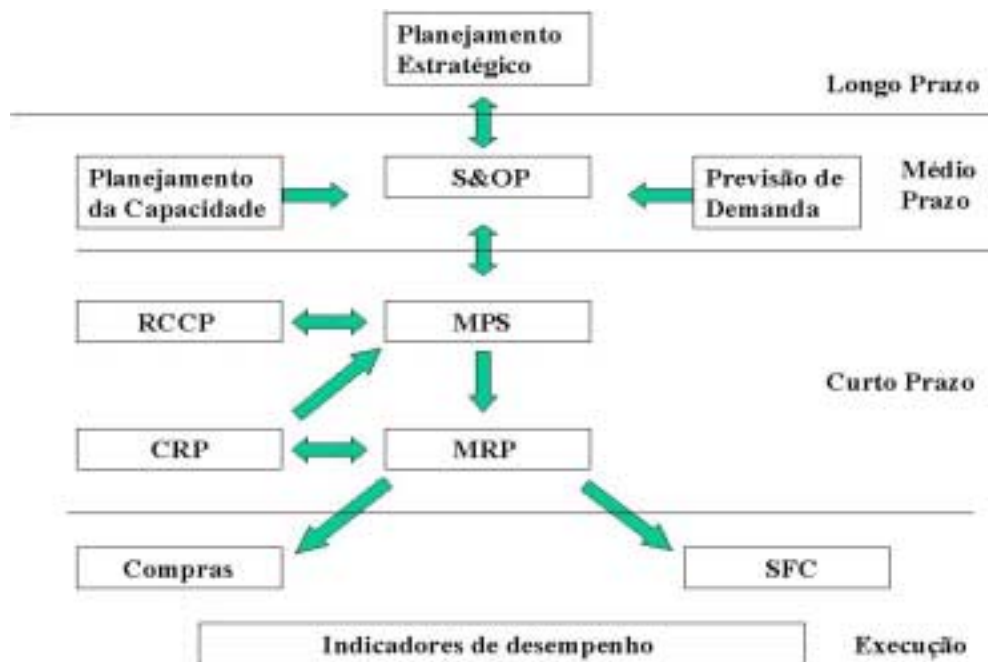 Planejamento
Estratégico
Longo Prazo
Planejamento
da Capacidade
S&OP
Previsão de
Demanda
Médio
Prazo
RCCP
MPS
Curto Prazo
CRP
MRP
Compras
SFC
Indicadores de desempenho
Execução